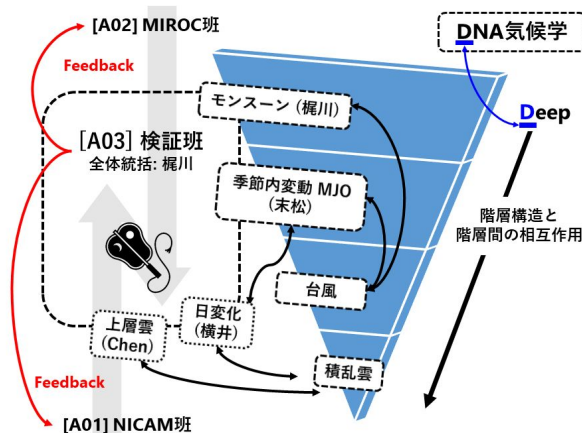 [A02] MIROC班
DNA気候学
Feedback
モンスーン (梶川)
Deep
[A03] 検証班
全体統括: 梶川
季節内変動 MJO
(末松)
階層構造と
階層間の相互作用
台風
日変化
(横井)
上層雲
(Chen)
積乱雲
Feedback
[A01] NICAM班